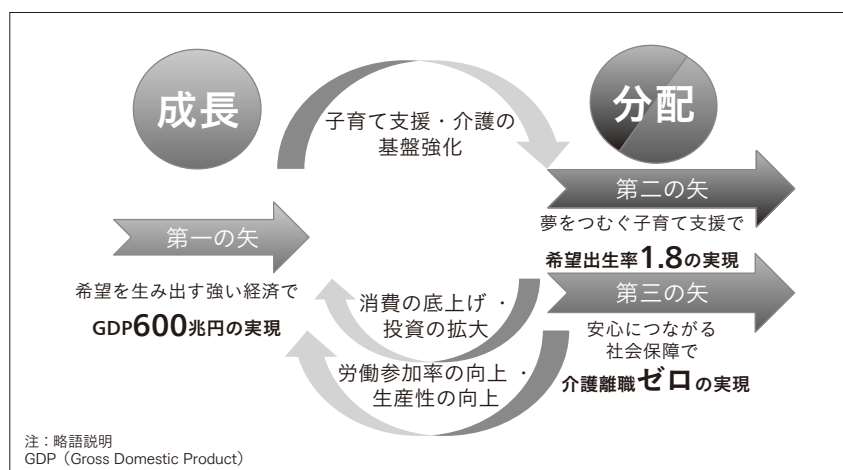 成長
分配
子育て支援・介護の
基盤強化
第一の矢
希望を生み出す強い経済で
GDP600兆円の実現
第二の矢
夢をつむぐ子育て支援で
希望出生率1.8の実現
第三の矢
安心につながる
社会保障で
介護離職ゼロの実現
消費の底上げ・
投資の拡大
労働参加率の向上・
生産性の向上
注：略語説明
GDP（Gross Domestic Product）